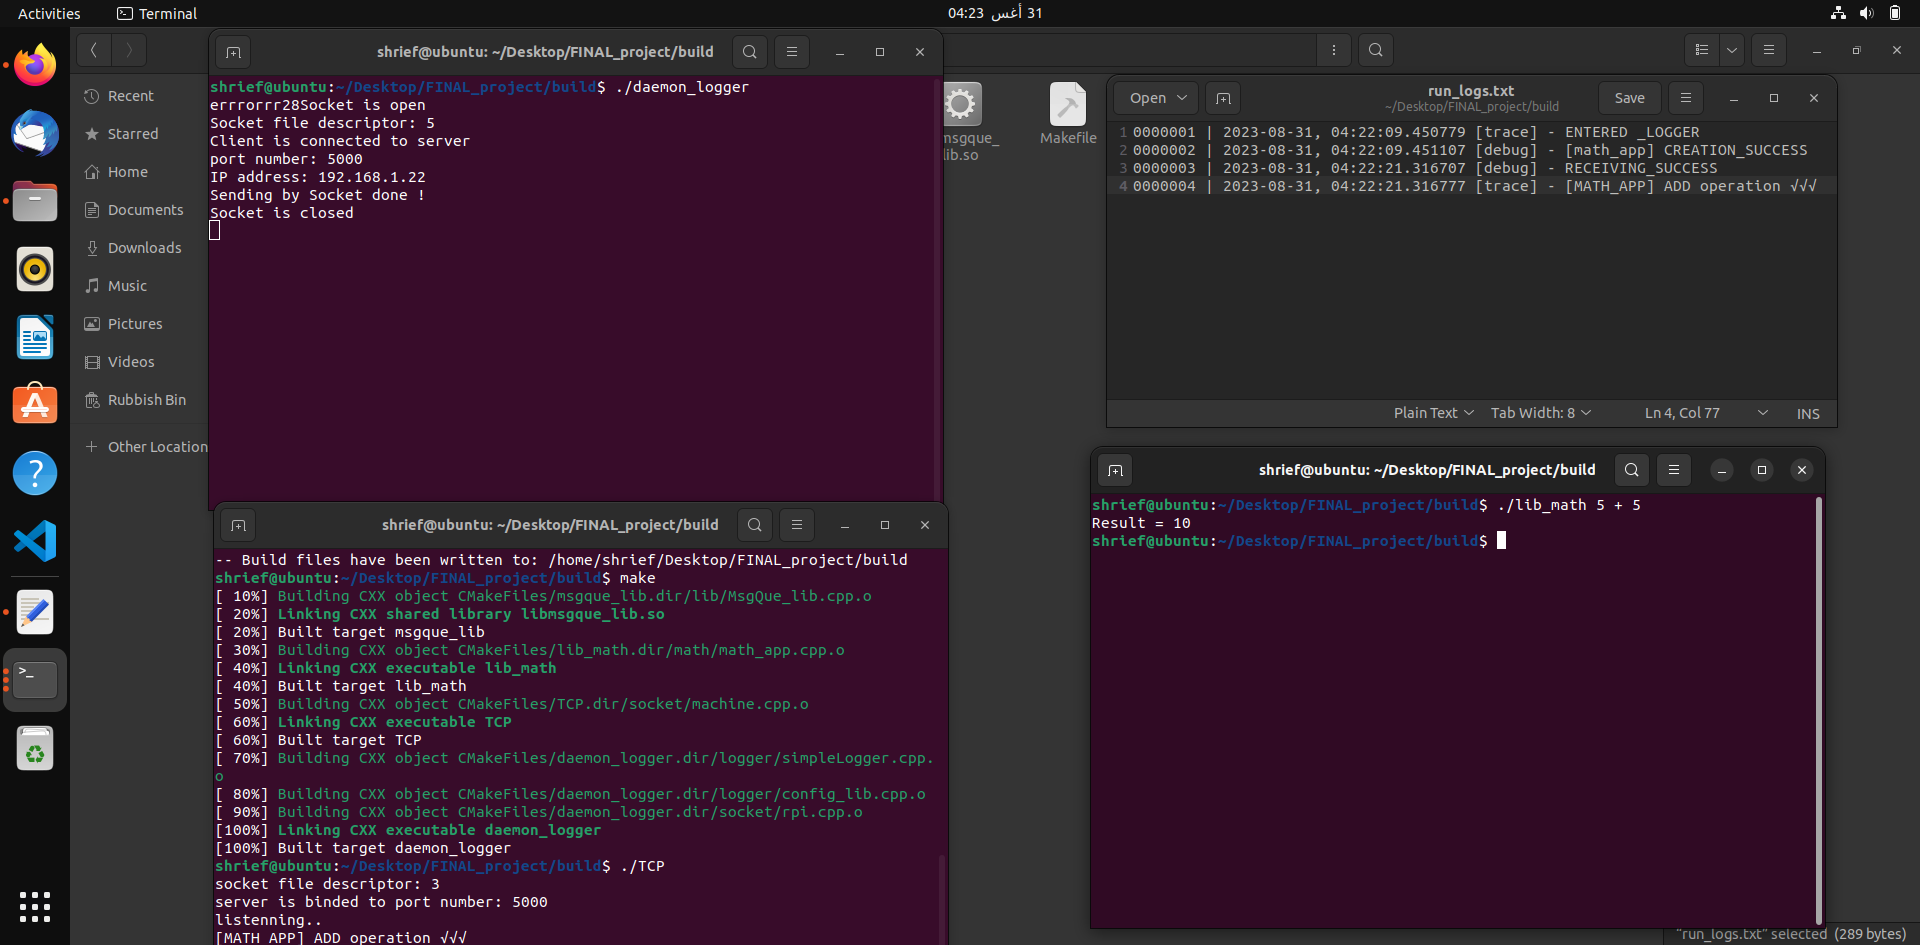 Activities
Terminal
31 أغس 04:23
Recent
Starred
Home
Documents
Downloads
Music
Pictures
Videos
Rubbish Bin
Other Location
shrief@ubuntu: ~/Desktop/FINAL_project/build
shrief@ubuntu:~/Desktop/FINAL_project/build$ ./daemon_logger
errrorrr28Socket is open
Socket file descriptor: 5
Client is connected to server
port number: 5000
IP address: 192.168.1.22
Sending by Socket done !
Socket is closed
msgque_
lib.so
Makefile
Open
run_logs.txt
~/Desktop/FINAL_project/build
Save
1 0000001 | 2023-08-31, 04:22:09.450779 [trace] - ENTERED _LOGGER
2 0000002 | 2023-08-31, 04:22:09.451107 [debug] - [math_app] CREATION_SUCCESS
3 0000003 | 2023-08-31, 04:22:21.316707 [debug] - RECEIVING_SUCCESS
4 0000004 | 2023-08-31, 04:22:21.316777 [trace] - [MATH_APP] ADD operation √√√
Plain Text
Tab Width: 8
Ln 4, Col 77
INS
shrief@ubuntu: ~/Desktop/FINAL_project/build
-- Build files have been written to: /home/shrief/Desktop/FINAL_project/build
shrief@ubuntu:~/Desktop/FINAL_project/build$ make
[ 10%] Building CXX object CMakeFiles/msgque_lib.dir/lib/MsgQue_lib.cpp.o
[ 20%] Linking CXX shared library libmsgque_lib.so
[ 20%] Built target msgque_lib
[ 30%] Building CXX object CMakeFiles/lib_math.dir/math/math_app.cpp.o
[ 40%] Linking CXX executable lib_math
[ 40%] Built target lib_math
[ 50%] Building CXX object CMakeFiles/TCP.dir/socket/machine.cpp.o
[ 60%] Linking CXX executable TCP
[ 60%] Built target TCP
[ 70%] Building CXX object CMakeFiles/daemon_logger.dir/logger/simpleLogger.cpp.
o
[ 80%] Building CXX object CMakeFiles/daemon_logger.dir/logger/config_lib.cpp.o
[ 90%] Building CXX object CMakeFiles/daemon_logger.dir/socket/rpi.cpp.o
[100%] Linking CXX executable daemon_logger
[100%] Built target daemon_logger
shrief@ubuntu:~/Desktop/FINAL_project/build$ ./TCP
socket file descriptor: 3
server is binded to port number: 5000
listenning..
[MATH_APP] ADD operation √√√
shrief@ubuntu: ~/Desktop/FINAL_project/build
shrief@ubuntu:~/Desktop/FINAL_project/build$ ./lib_math 5 + 5
Result = 10
shrief@ubuntu:~/Desktop/FINAL_project/build$
"run_logs.txt" selected (289 bytes)